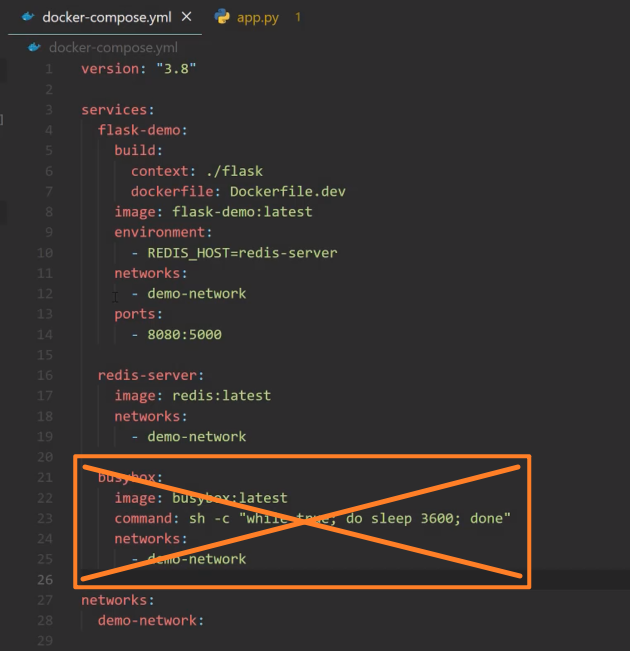 docker-compose.yml × app.py 1
docker-compose.yml
1 version: "3.8"
2
3 services:
4   flask-demo:
5     build:
6       context: ./flask
7       dockerfile: Dockerfile.dev
8     image: flask-demo:latest
9     environment:
10       - REDIS_HOST=redis-server
11     networks:
12       - demo-network
13     ports:
14       - 8080:5000
15
16   redis-server:
17     image: redis:latest
18     networks:
19       - demo-network
20
21   busybox:
22     image: busybox:latest
23     command: sh -c "while true; do sleep 3600; done"
24     networks:
25       - demo-network
26
27 networks:
28   demo-network:
29